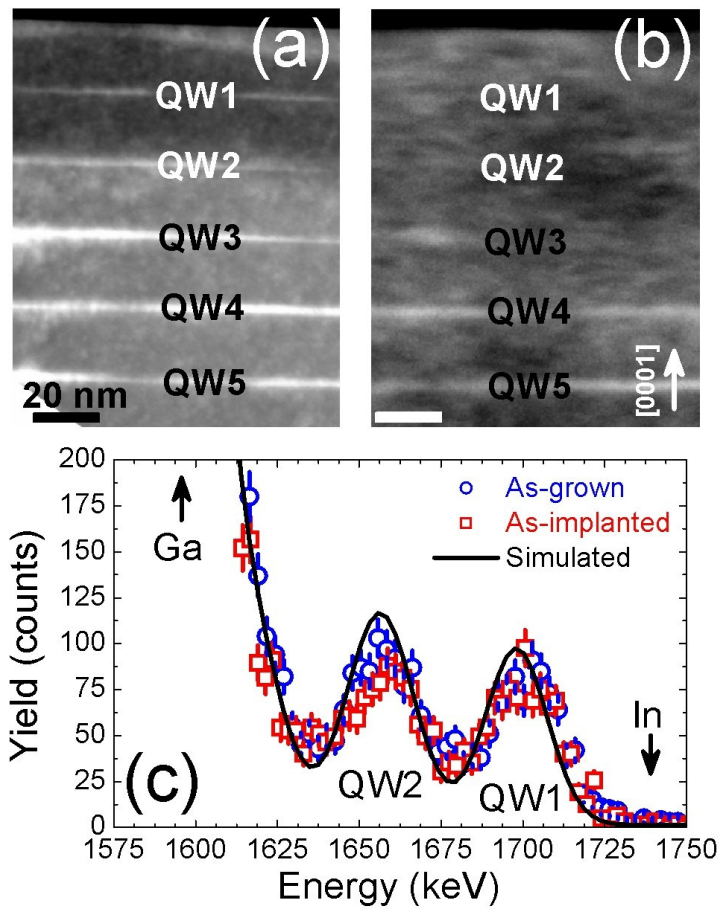 (a)
QW1
QW2
QW3
QW4
QW5
20 nm
(b)
QW1
QW2
QW3
QW4
QW5
[0001]
200
175
150
125
100
75
50
25
0
Yield (counts)
Ga
As-grown
As-implanted
Simulated
In
QW2
QW1
(c)
1575 1600 1625 1650 1675 1700 1725 1750
Energy (keV)